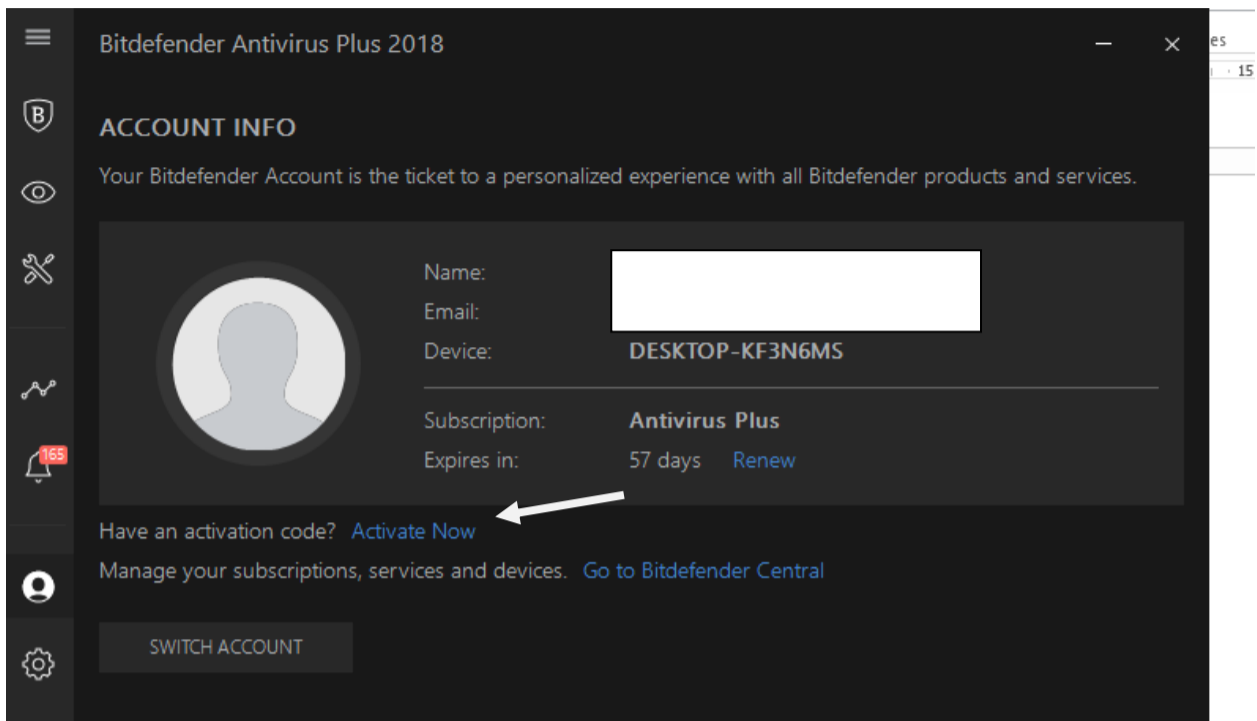 Bitdefender Antivirus Plus 2018
es
15
B
ACCOUNT INFO
Your Bitdefender Account is the ticket to a personalized experience with all Bitdefender products and services.
Name:
Email:
Device: DESKTOP-KF3N6MS
Subscription: Antivirus Plus
Expires in: 57 days Renew
165
Have an activation code? Activate Now
Manage your subscriptions, services and devices. Go to Bitdefender Central
SWITCH ACCOUNT